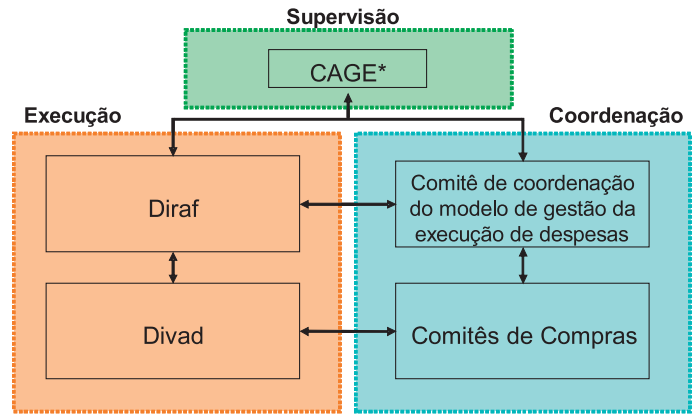 Supervisão
CAGE*
Execução
Coordenação
Diraf
Comitê de coordenação
do modelo de gestão da
execução de despesas
Divad
Comitês de Compras